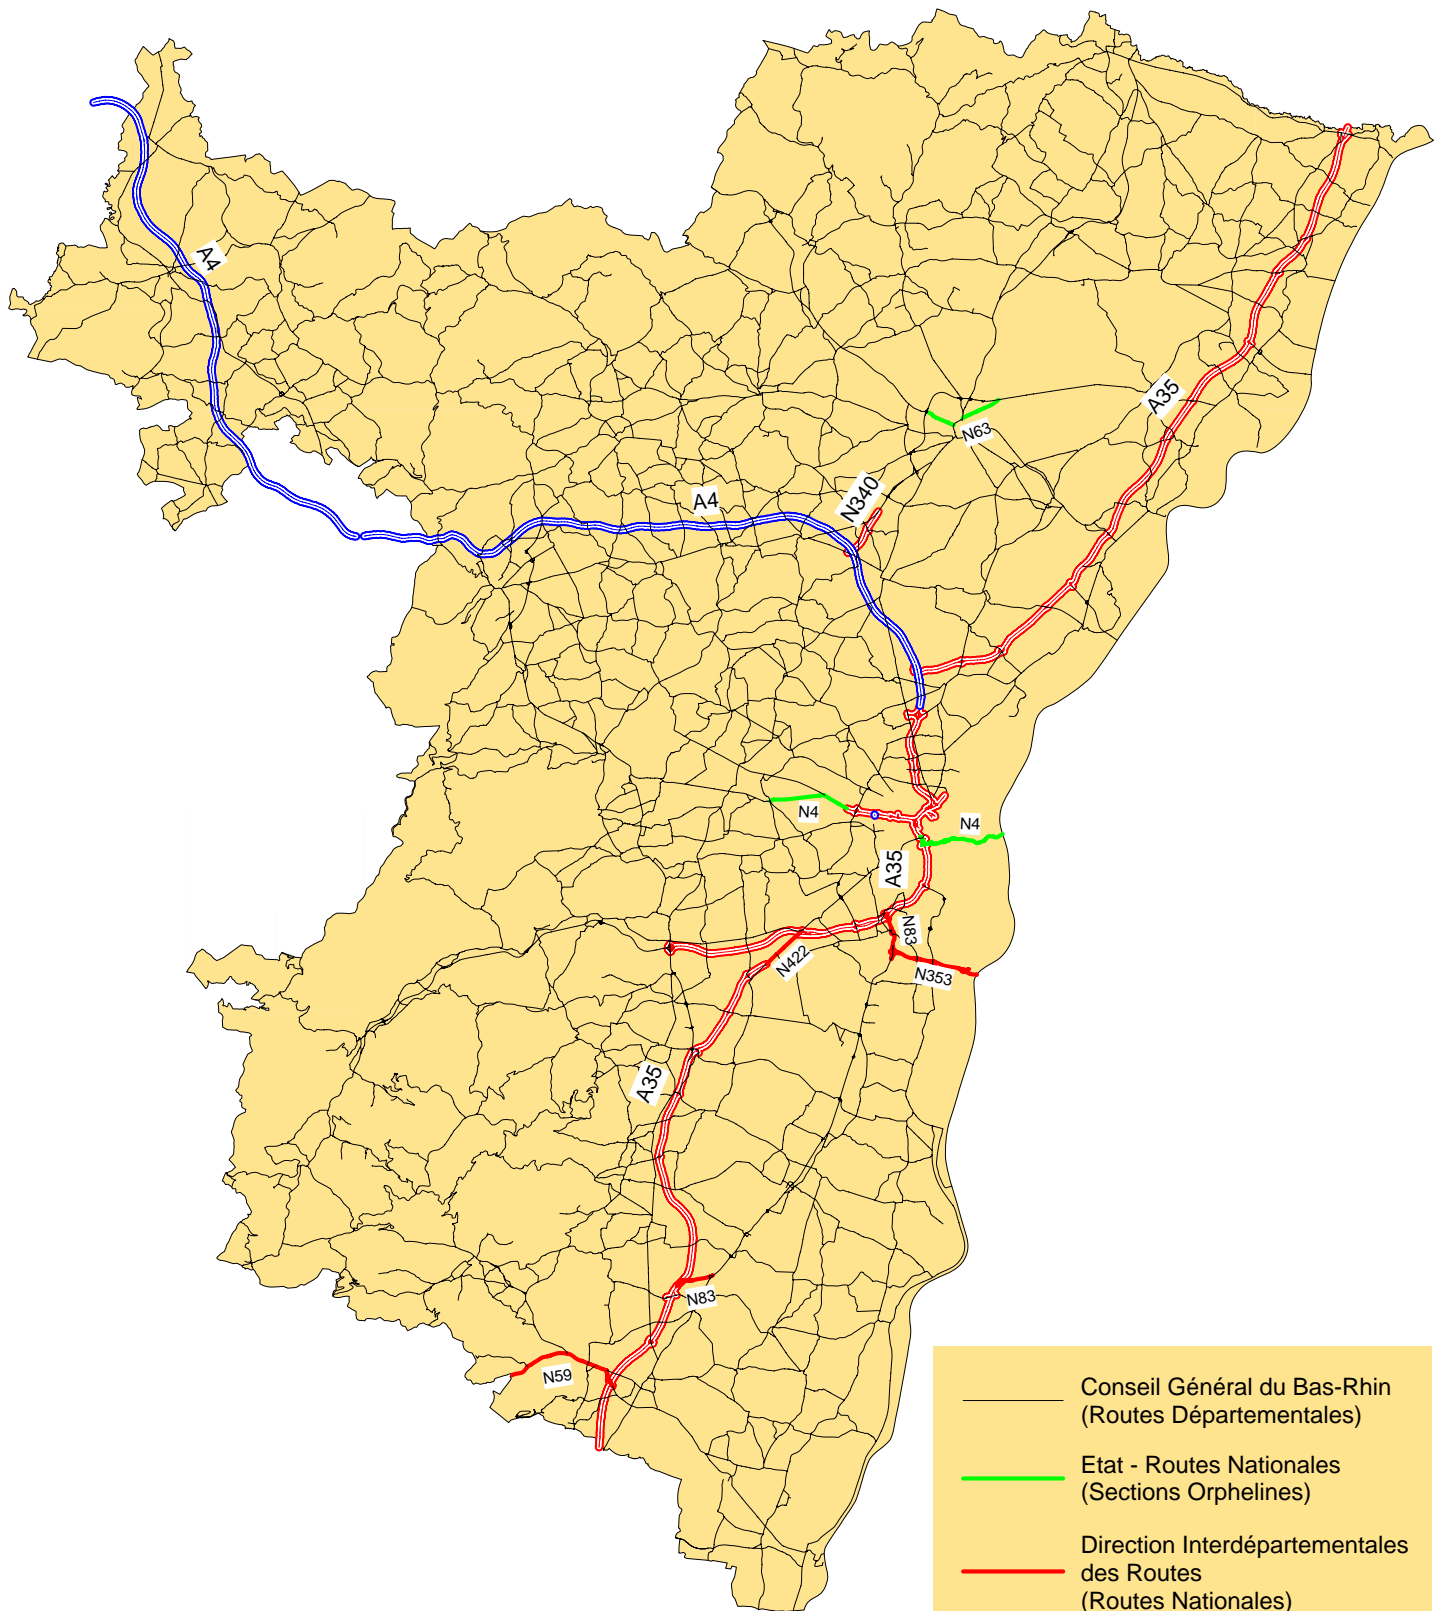 A4
A35
N63
A4
N340
N4
N4
A35
N83
N422
N353
A35
N83
N59
Conseil Général du Bas-Rhin
(Routes Départementales)
Etat - Routes Nationales
(Sections Orphelines)
Direction Interdépartementales
des Routes
(Routes Nationales)